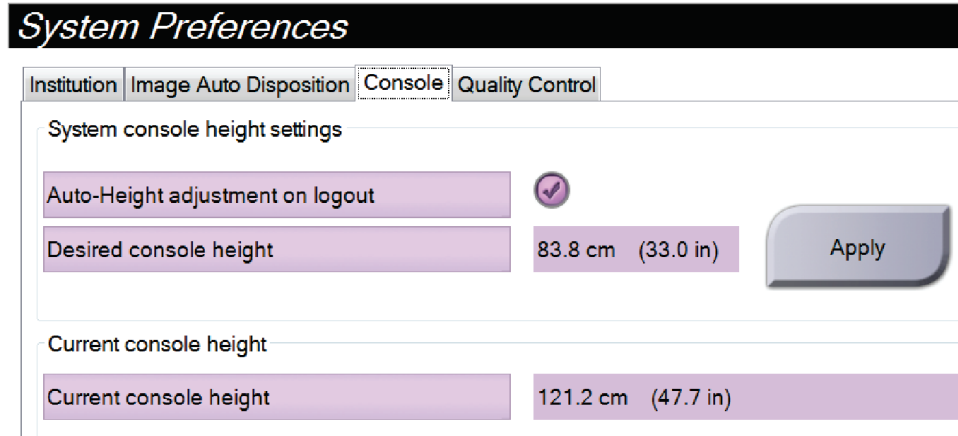 System Preferences
Institution Image Auto Disposition Console Quality Control
System console height settings
Auto-Height adjustment on logout
Desired console height 83.8 cm (33.0 in) Apply
Current console height
Current console height 121.2 cm (47.7 in)